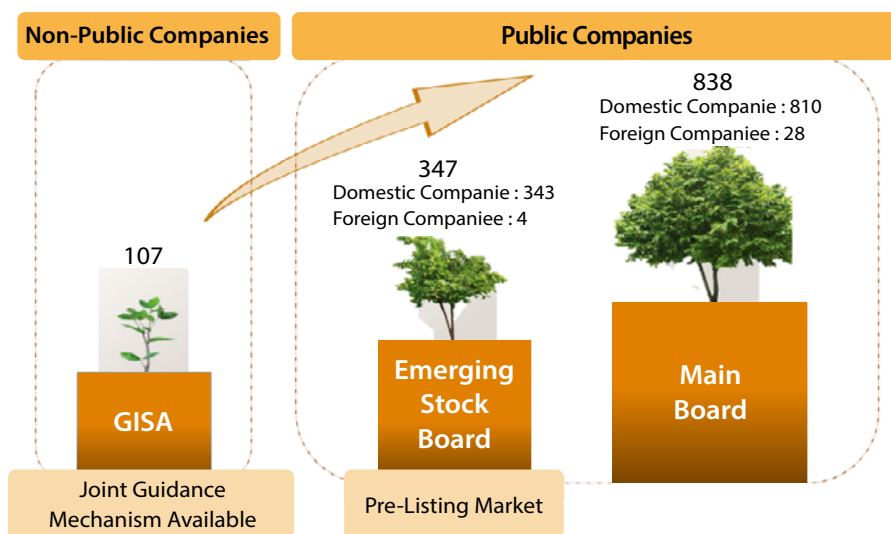 Non-Public Companies
Public Companies
107
GISA
Joint Guidance
Mechanism Available
347
Domestic Companie : 343
Foreign Companiee : 4
Emerging
Stock
Board
Pre-Listing Market
838
Domestic Companie : 810
Foreign Companiee : 28
Main
Board